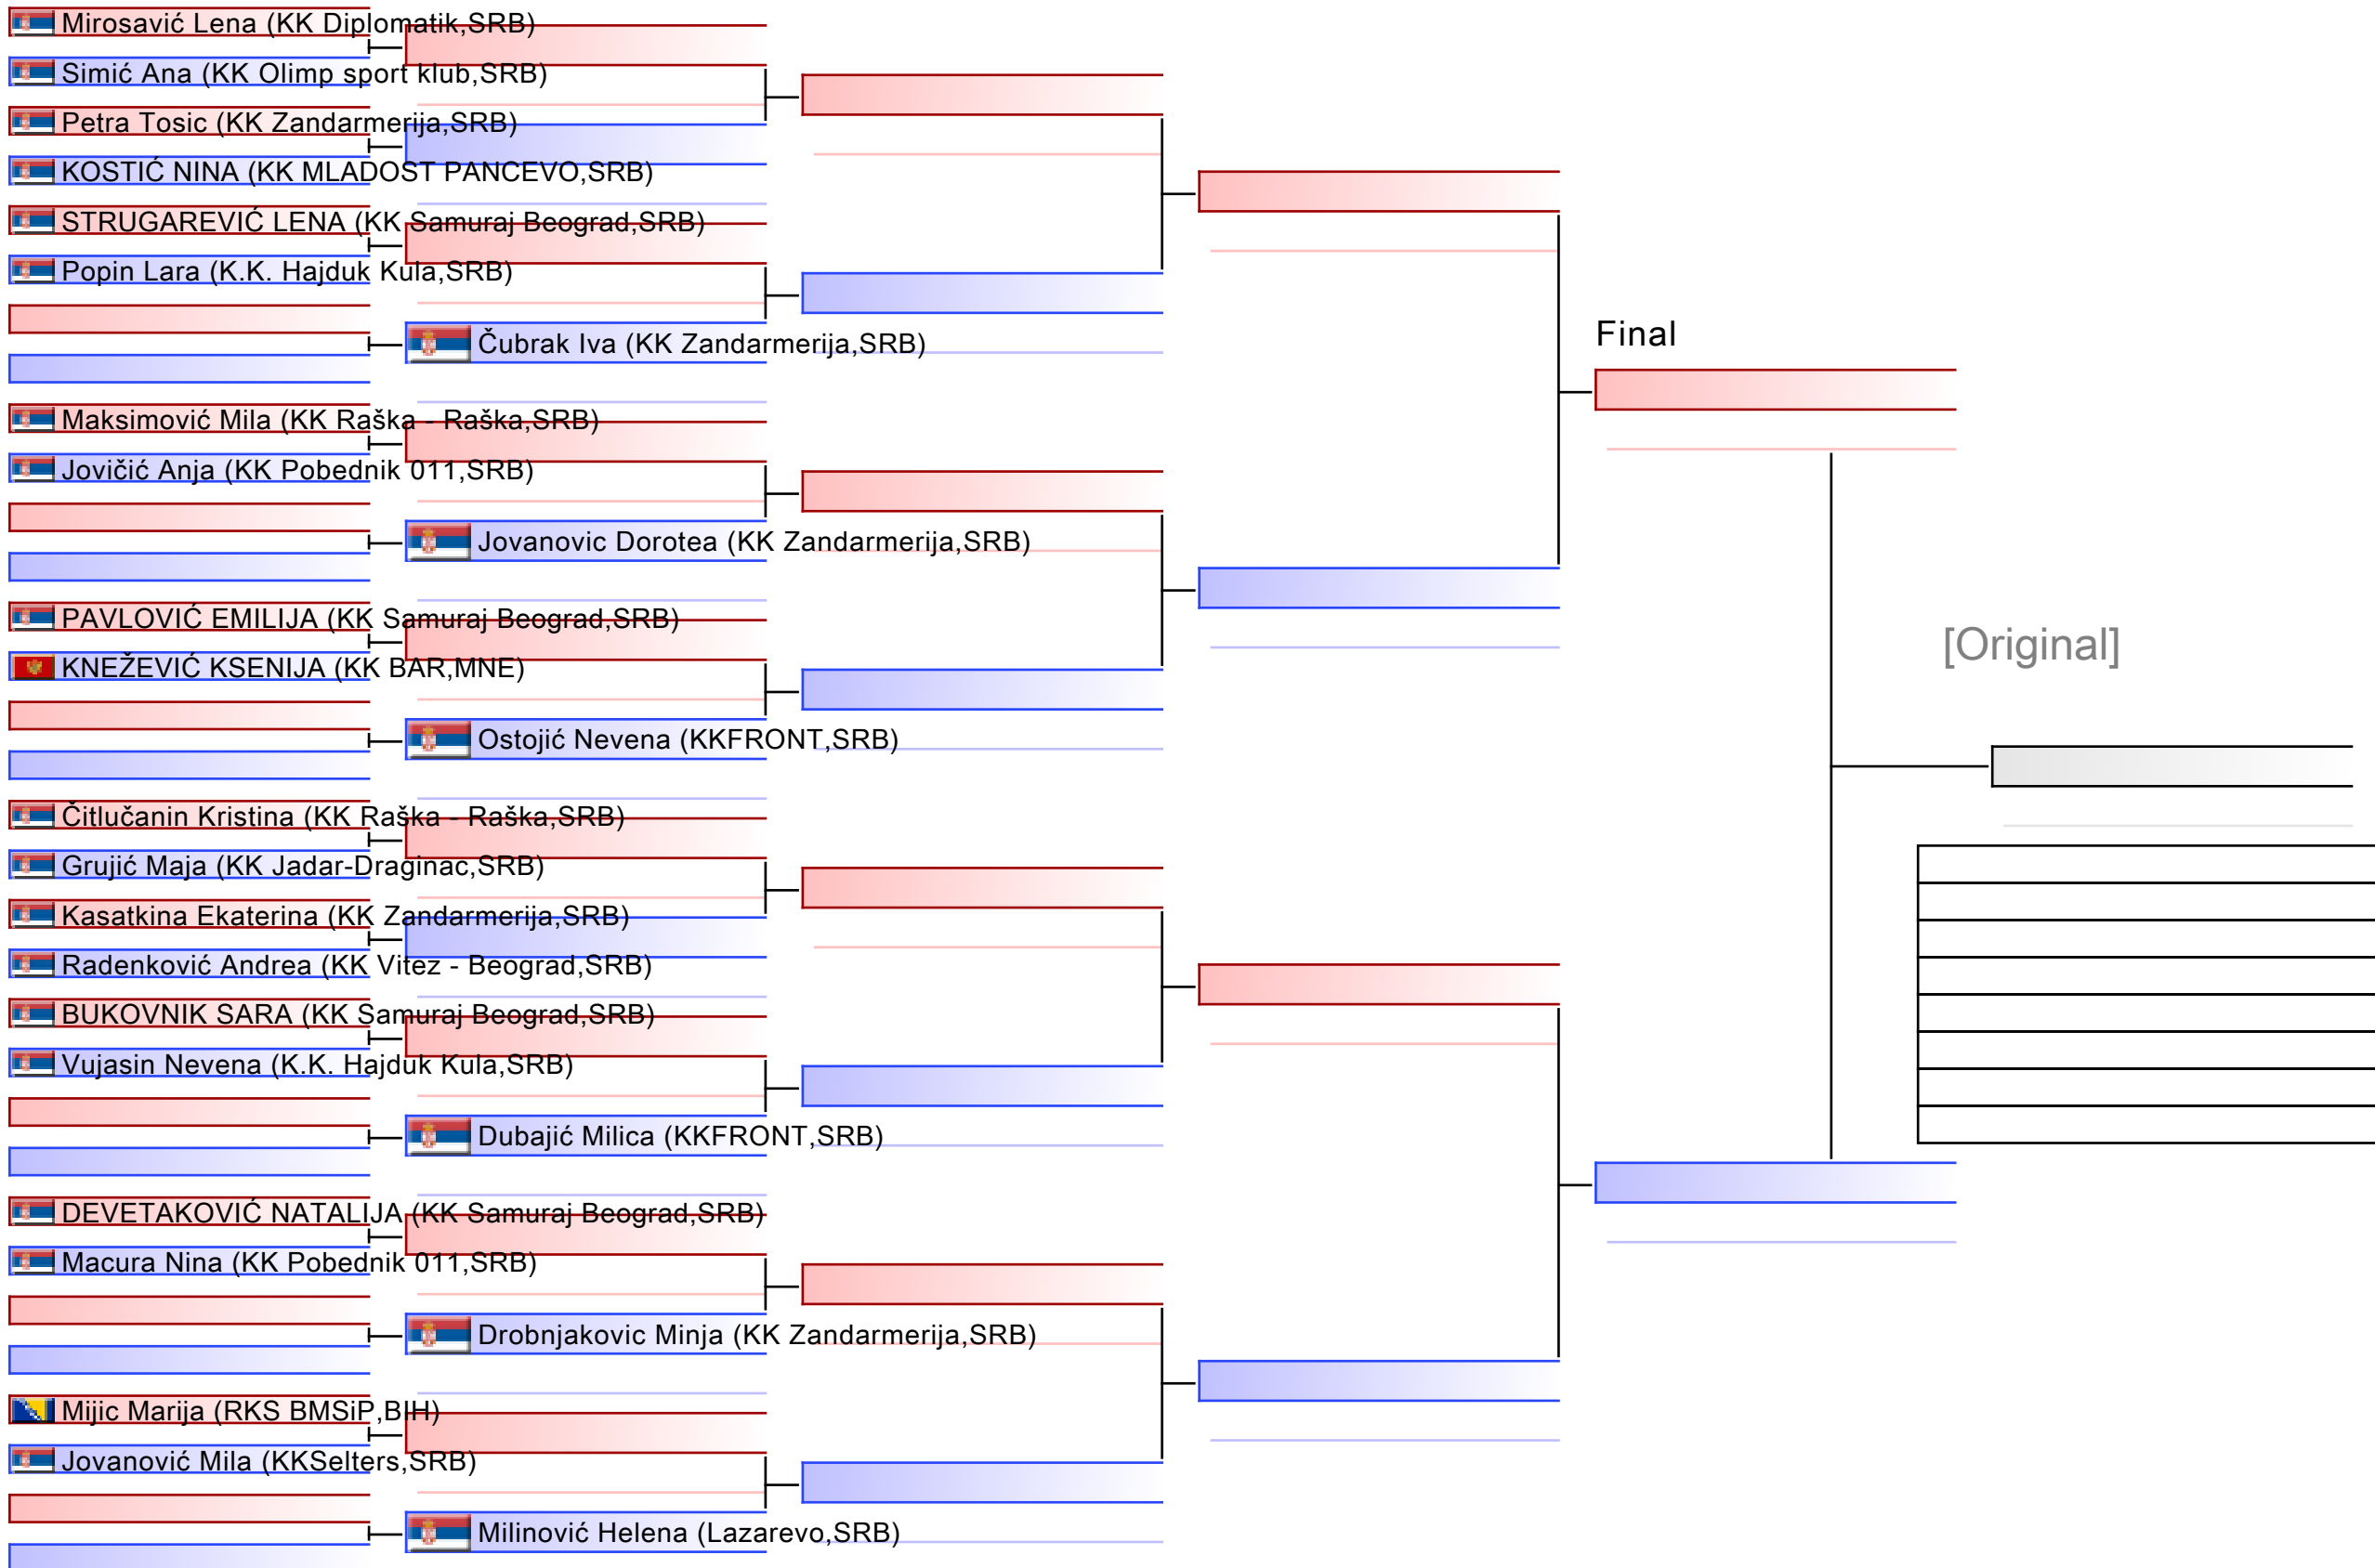 Mirosavić Lena (KK Diplomatik,SRB)
Simić Ana (KK Olimp sport klub,SRB)
Petra Tosic (KK Zandarmerija,SRB)
KOSTIĆ NINA (KK MLADOST PANCEVO,SRB)
STRUGAREVIĆ LENA (KK Samuraj Beograd,SRB)
Popin Lara (K.K. Hajduk Kula,SRB)
Čubrak Iva (KK Zandarmerija,SRB)
Maksimović Mila (KK Raška - Raška,SRB)
Jovičić Anja (KK Pobednik 011,SRB)
Jovanovic Dorotea (KK Zandarmerija,SRB)
PAVLOVIĆ EMILIJA (KK Samuraj Beograd,SRB)
KNEŽEVIĆ KSENIJA (KK BAR,MNE)
Ostojić Nevena (KKFRONT,SRB)
Čitlučanin Kristina (KK Raška - Raška,SRB)
Grujić Maja (KK Jadar-Draginac,SRB)
Kasatkina Ekaterina (KK Zandarmerija,SRB)
Radenković Andrea (KK Vitez - Beograd,SRB)
BUKOVNIK SARA (KK Samuraj Beograd,SRB)
Vujasin Nevena (K.K. Hajduk Kula,SRB)
Dubajić Milica (KKFRONT,SRB)
DEVETAKOVIĆ NATALIJA (KK Samuraj Beograd,SRB)
Macura Nina (KK Pobednik 011,SRB)
Drobnjakovic Minja (KK Zandarmerija,SRB)
Mijic Marija (RKS BMSiP,BIH)
Jovanović Mila (KKSelters,SRB)
Milinović Helena (Lazarevo,SRB)
Final
[Original]